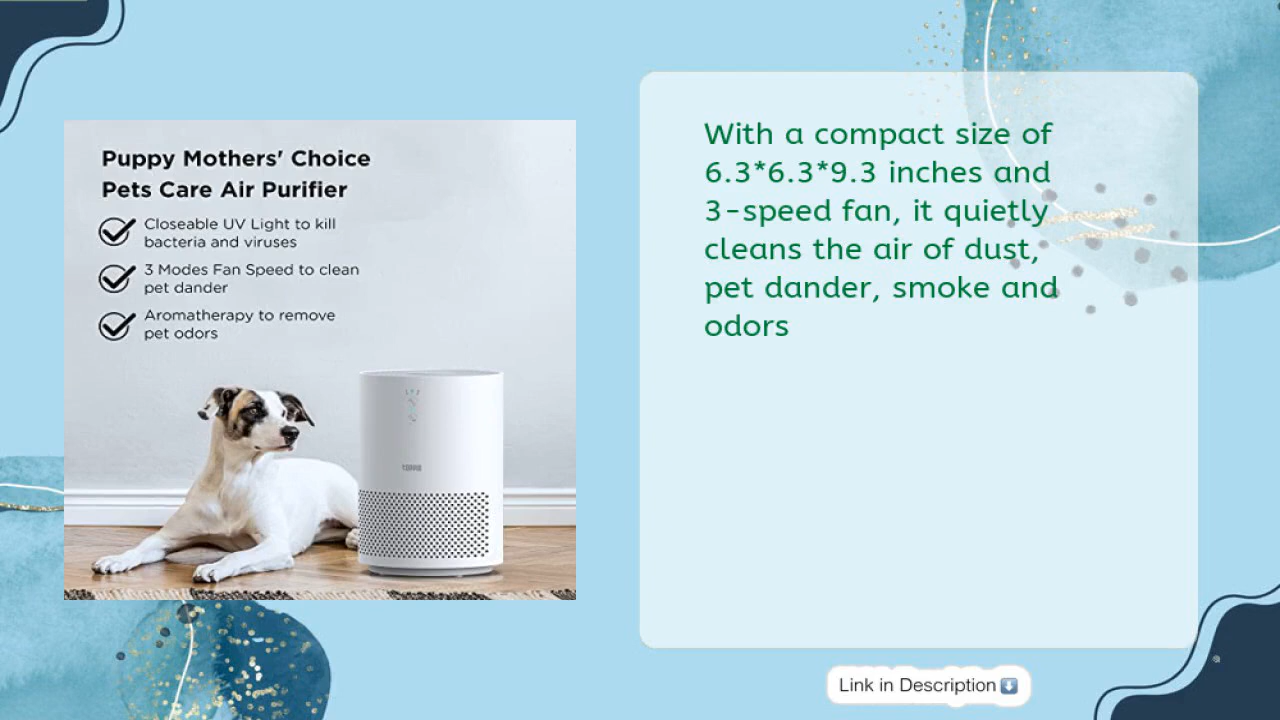 Puppy Mothers' Choice
Pets Care Air Purifier
Closeable UV Light to kill
bacteria and viruses
3 Modes Fan Speed to clean
pet dander
Aromatherapy to remove
pet odors
With a compact size of
6.3*6.3*9.3 inches and
3-speed fan, it quietly
cleans the air of dust,
pet dander, smoke and
odors
Link in Description